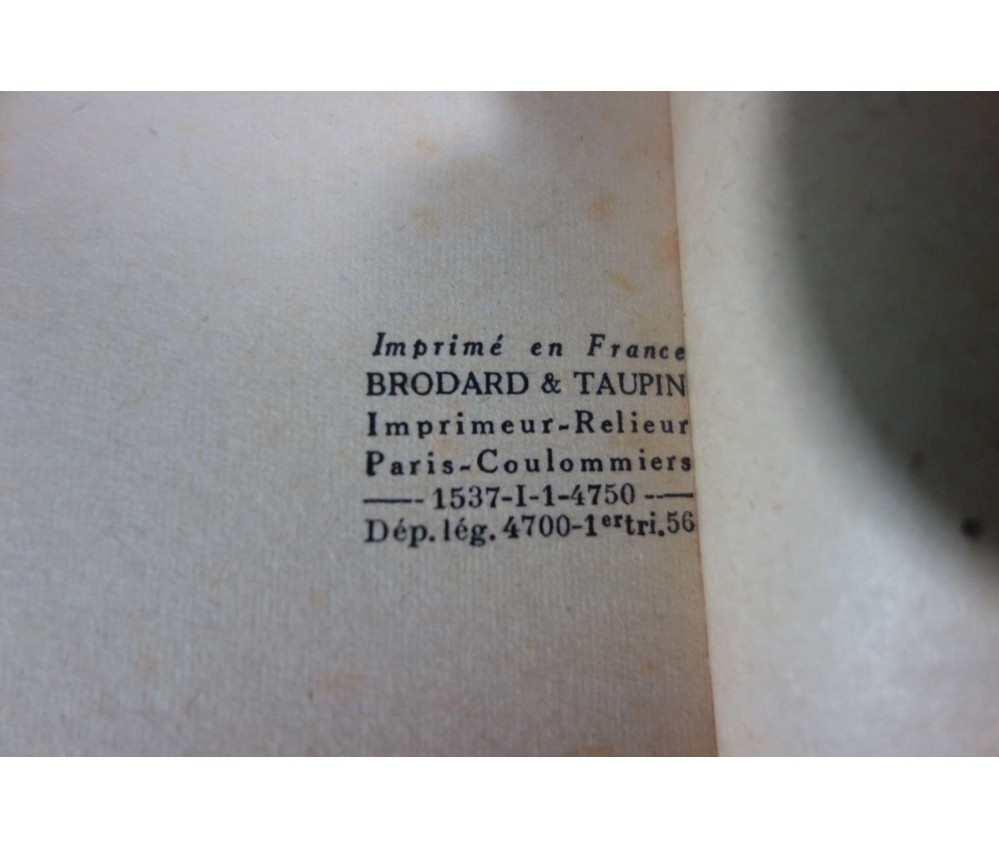 Imprimé en France
BRODARD & TAUPIN
Imprimeur-Relieur
Paris-Coulommiers
—— 1537-I-1-4750 ——
Dép. lég. 4700-1er tri. 56